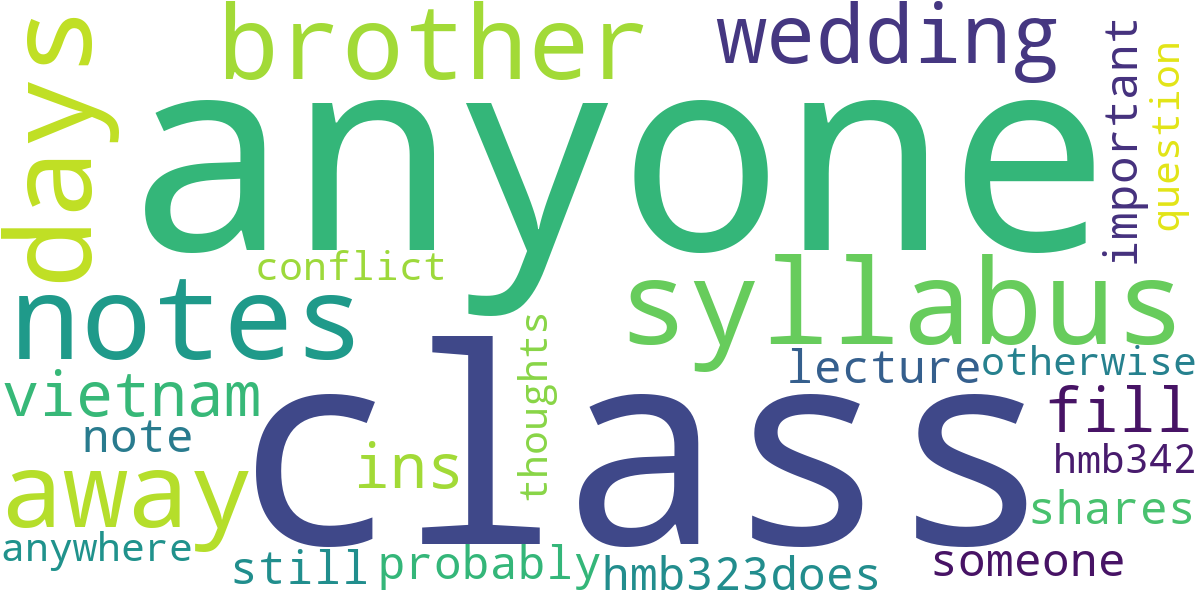 brother
wedding
days
anyone
important
question
conflict
notes
syllabus
thoughts
class
lecture
otherwise
vietnam
note
fill
ins
hmb342
away
shares
anywhere
still
probably
hmb323does
someone